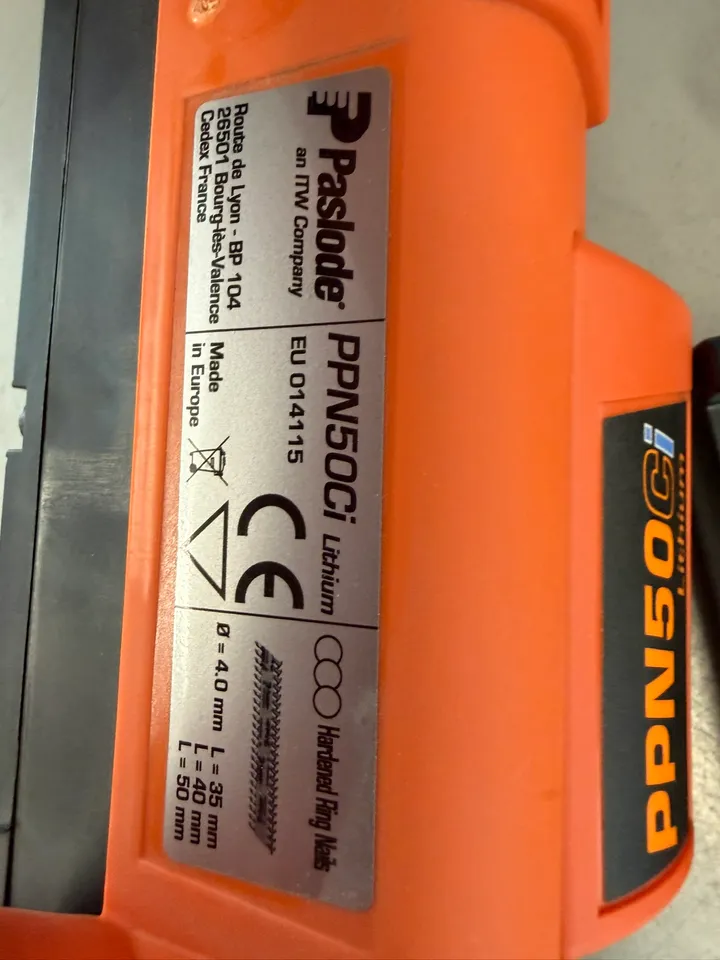 Paslode®
an ITW Company
Route de Lyon - BP 104
26501 Bourg-lès-Valence
Cedex France
PPN50Ci Lithium
EU 014115
CE
Made
in Europe
Hardened Ring Nails
Ø = 4.0 mm L = 35 mm
L = 40 mm
L = 50 mm
PPN50Ci
Lithium